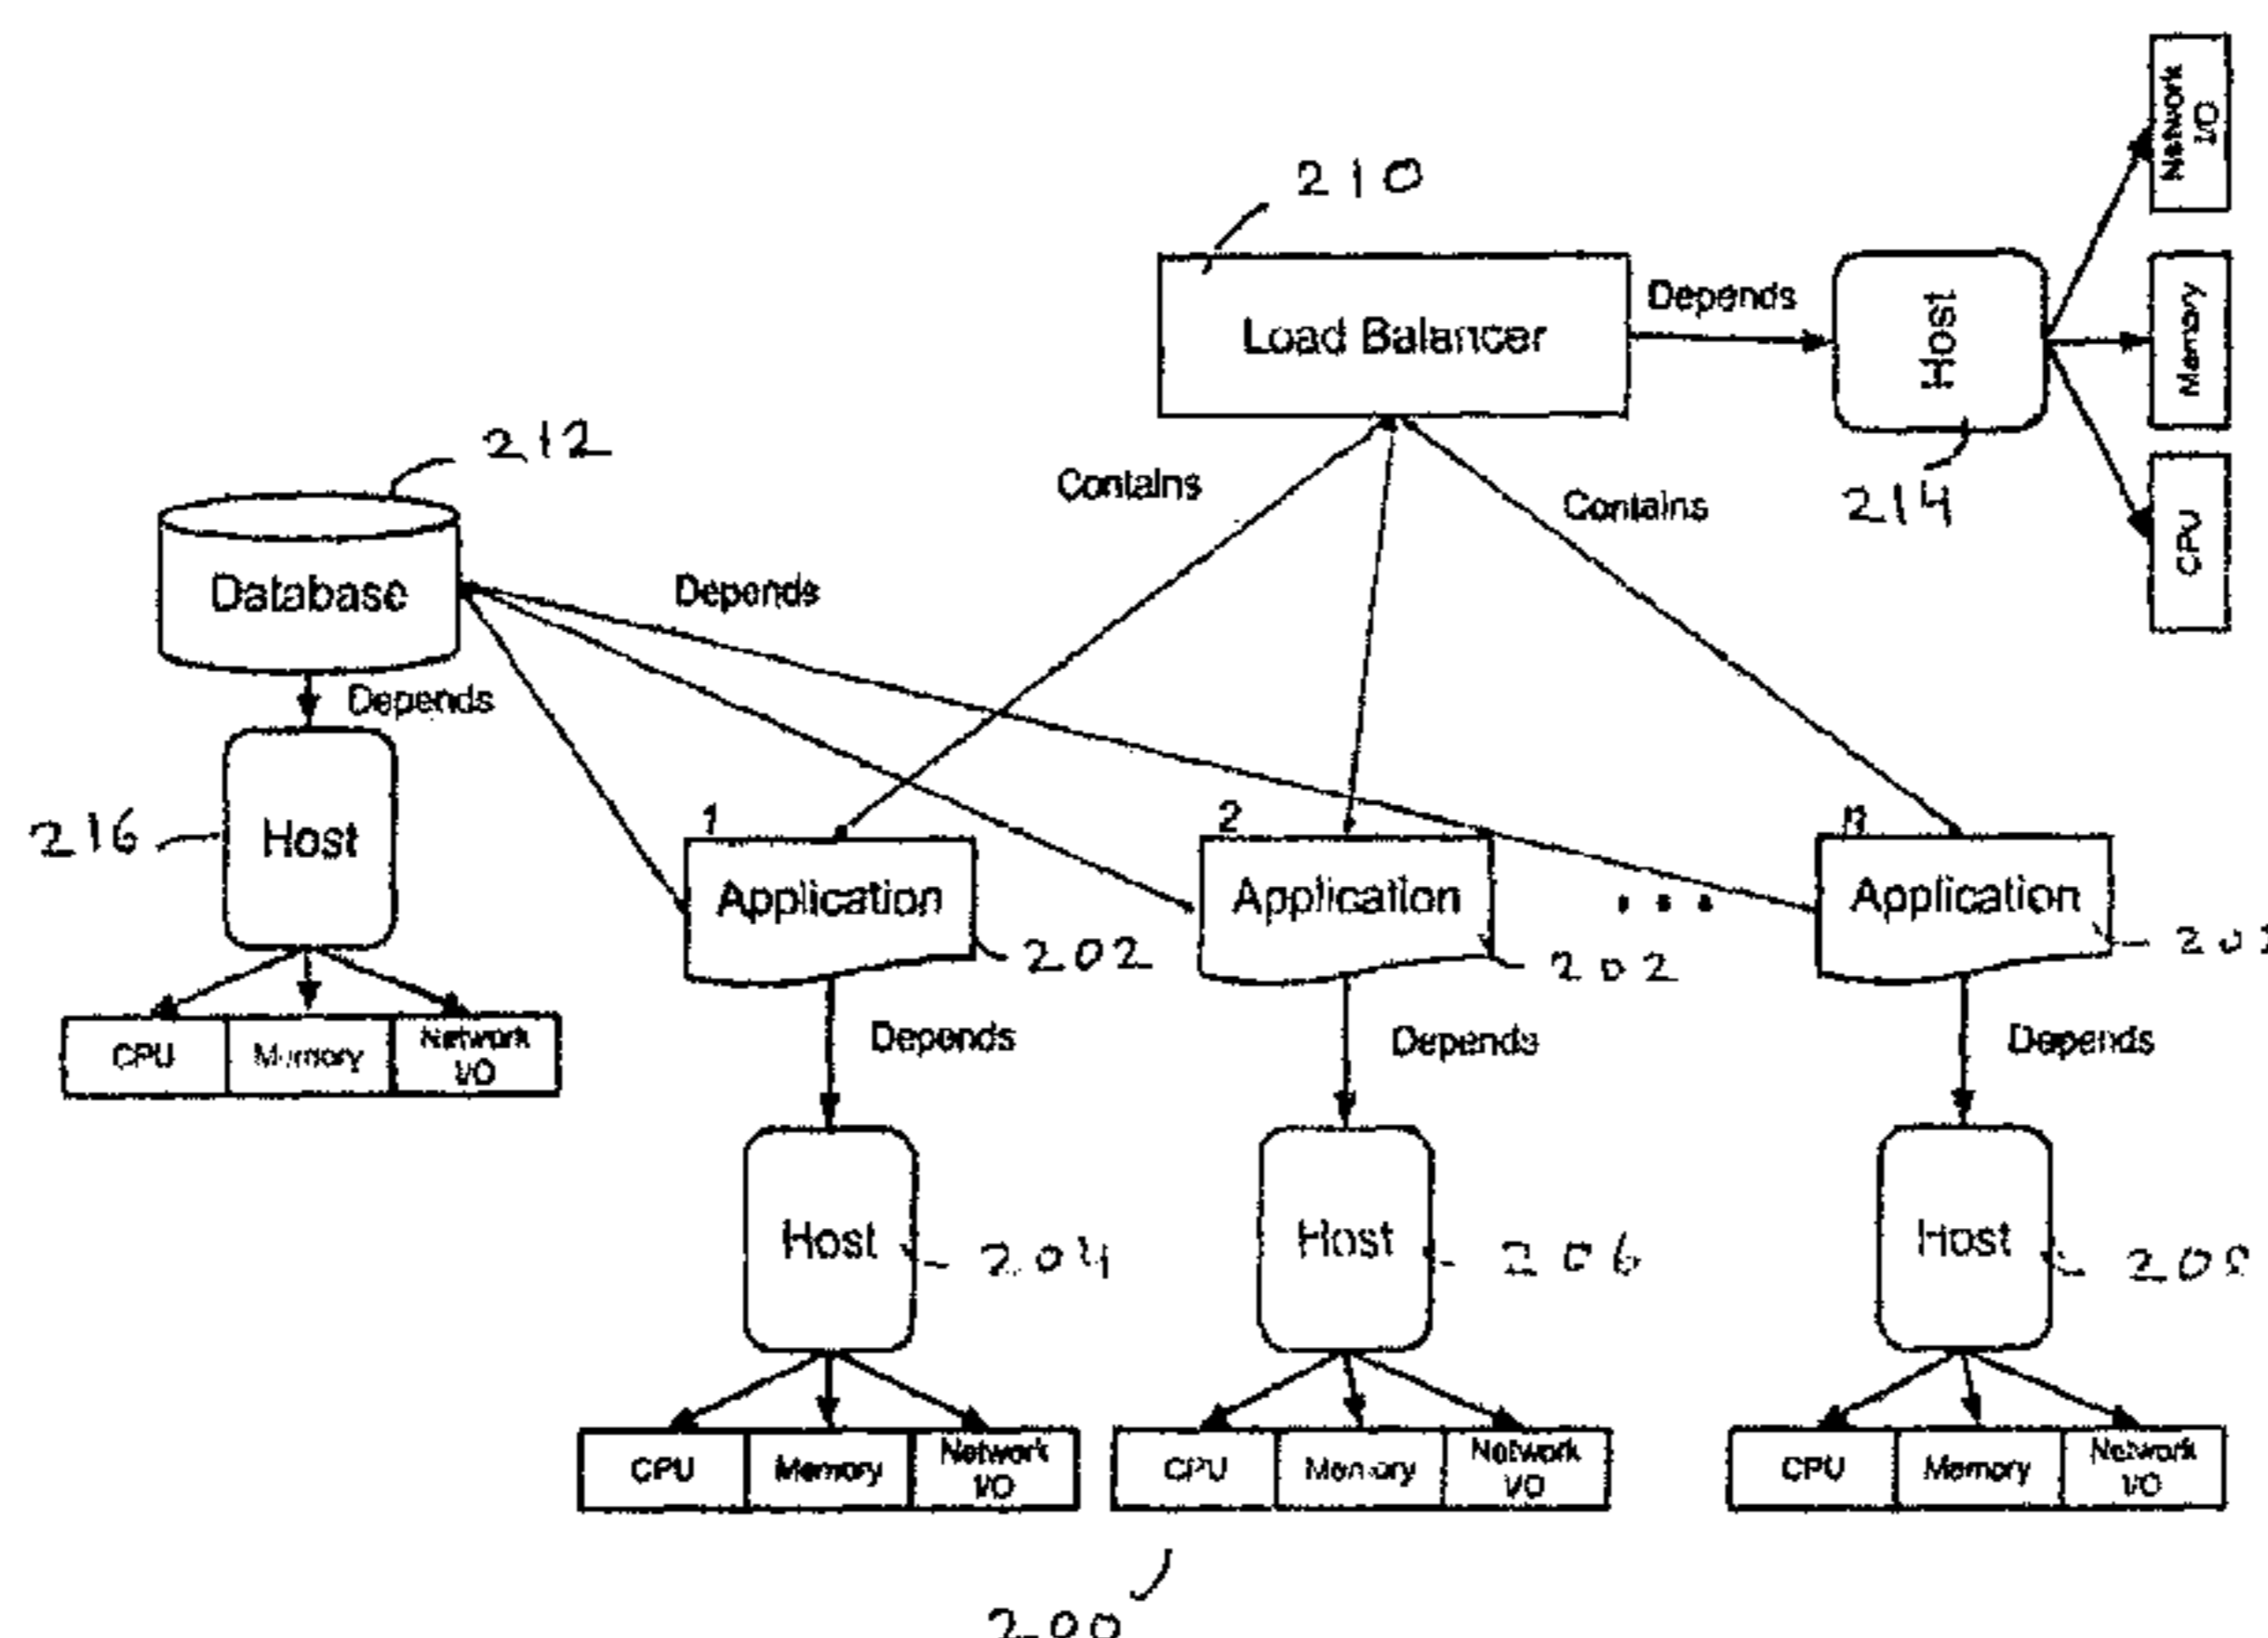 Network
I/O
210
Load Balancer
Depends
Host
Memory
212
Contains
Contains
214
CPU
Database
Depends
Depends
216
Host
1
2
n
Application
202
Application
202
Application
CPU
Memory
Network
I/O
Depends
Depends
Depends
Host
204
Host
206
Host
CPU
Memory
Network
I/O
CPU
Memory
Network
I/O
CPU
Memory
Network
I/O
200